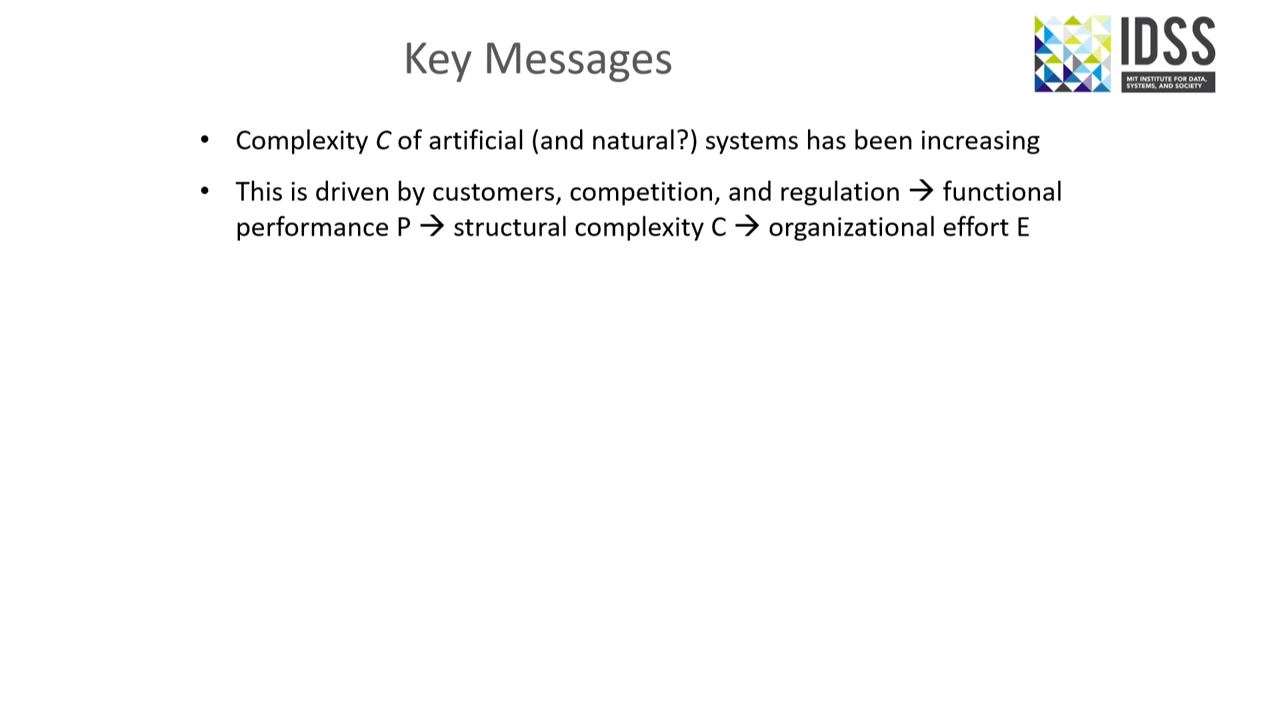 Key Messages
IDSS
MIT INSTITUTE FOR DATA,
SYSTEMS, AND SOCIETY
• Complexity C of artificial (and natural?) systems has been increasing
• This is driven by customers, competition, and regulation → functional
performance P → structural complexity C → organizational effort E